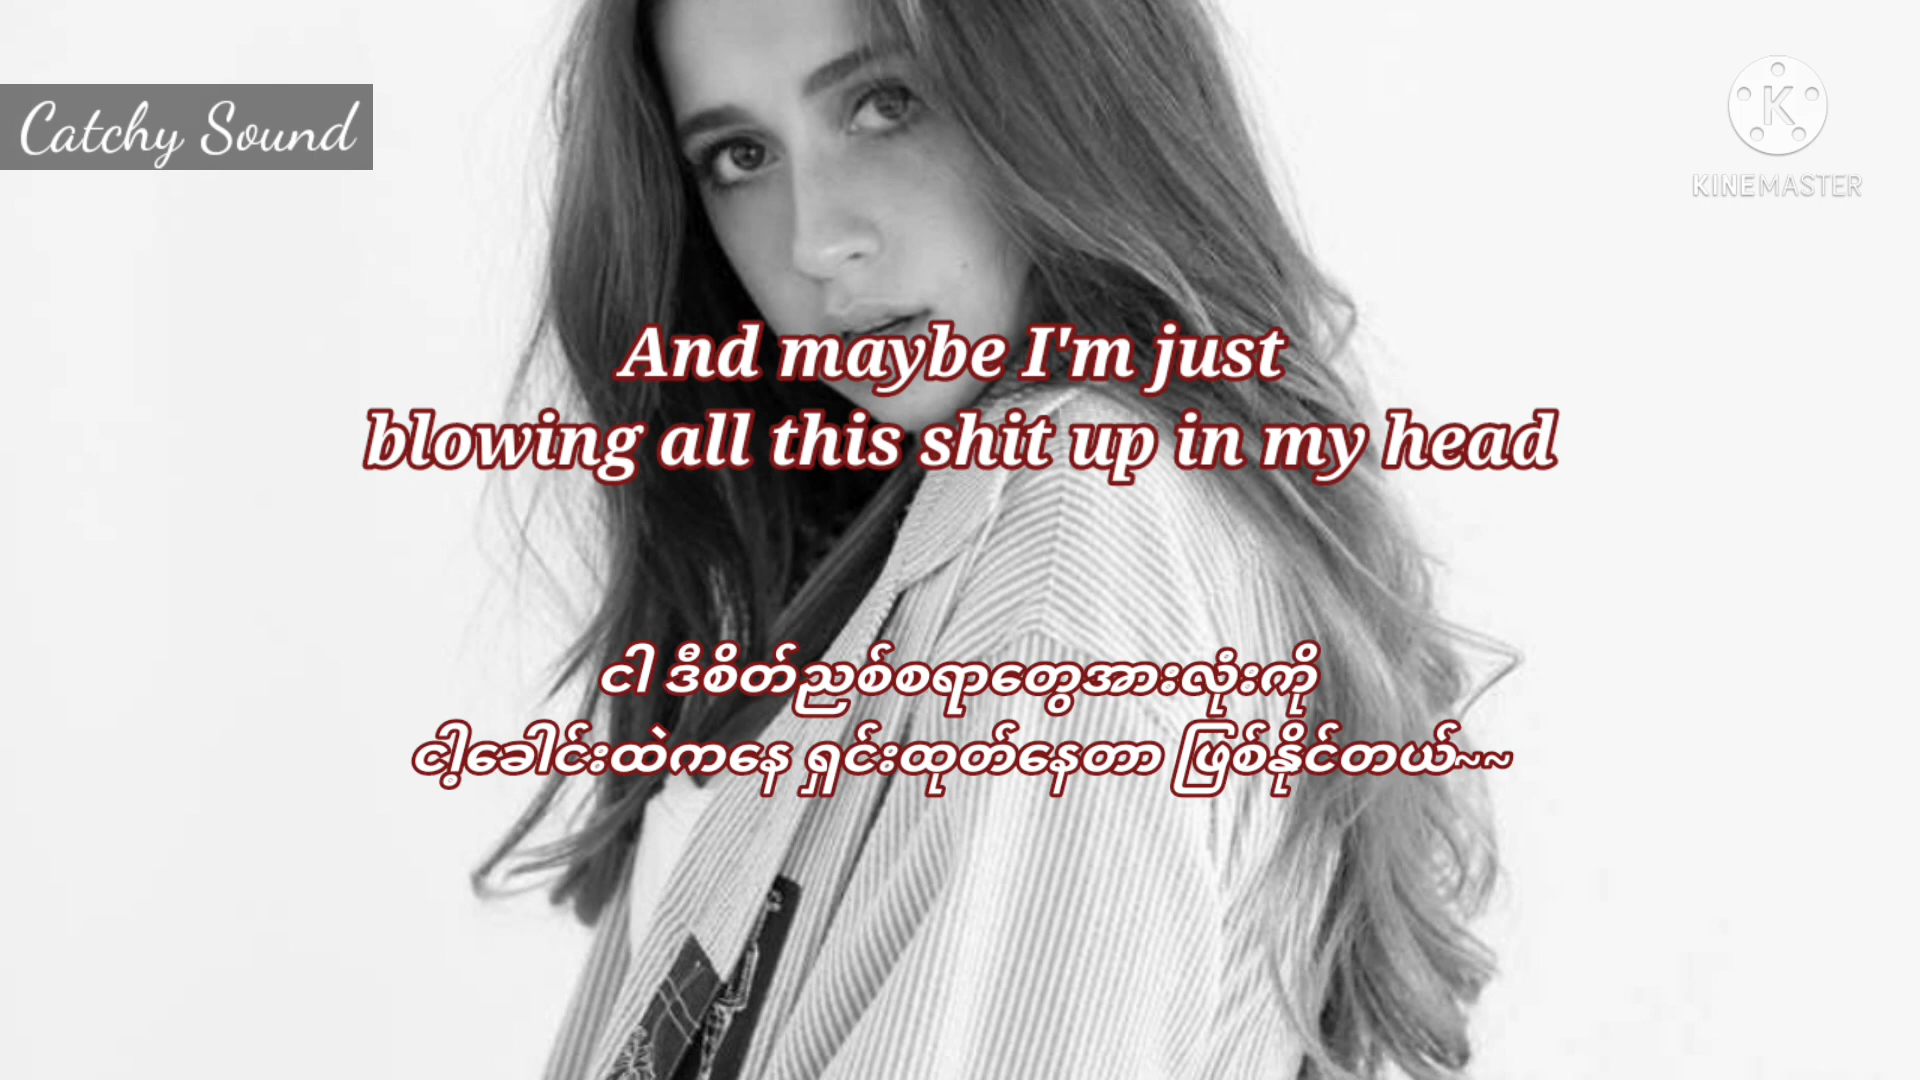 Catchy Sound
KINEMASTER
And maybe I'm just
blowing all this shit up in my head
ငါ ဒီစိတ်ညစ်စရာတွေအားလုံးကို
ငါ့ခေါင်းထဲကနေ ရှင်းထုတ်နေတာ ဖြစ်နိုင်တယ်~~